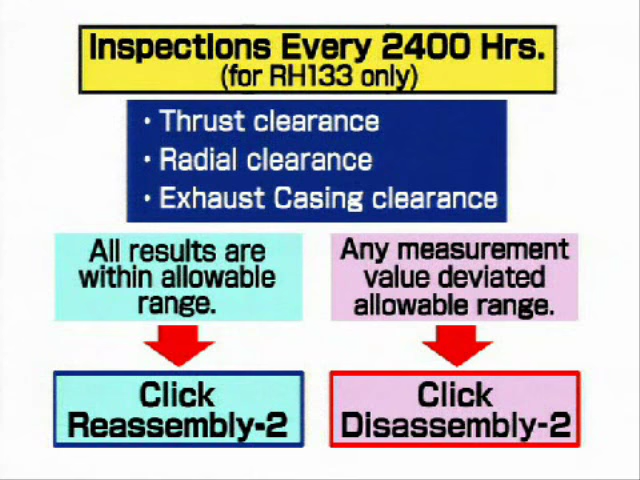 Inspections Every 2400 Hrs.
(for RH133 only)
· Thrust clearance
· Radial clearance
· Exhaust Casing clearance
All results are
within allowable
range.
Any measurement
value deviated
allowable range.
Click
Reassembly-2
Click
Disassembly-2